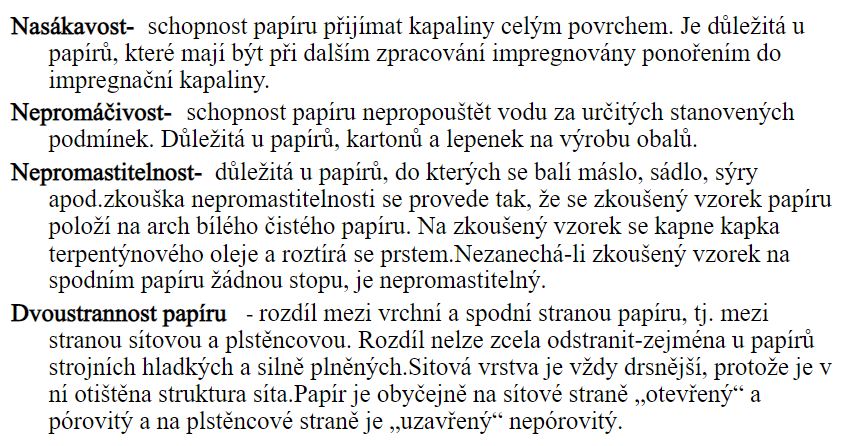 Nasákavost-  schopnost papíru přijímat kapaliny celým povrchem. Je důležitá u
papírů, které mají být při dalším zpracování impregnovány ponořením do
impregnační kapaliny.
Nepromáčivost-  schopnost papíru nepropouštět vodu za určitých stanovených
podmínek. Důležitá u papírů, kartonů a lepenek na výrobu obalů.
Nepromastitelnost-  důležitá u papírů, do kterých se balí máslo, sádlo, sýry
apod.zkouška nepromastitelnosti se provede tak, že se zkoušený vzorek papíru
položí na arch bílého čistého papíru. Na zkoušený vzorek se kapne kapka
terpentýnového oleje a roztírá se prstem.Nezanechá-li zkoušený vzorek na
spodním papíru žádnou stopu, je nepromastitelný.
Dvoustrannost papíru  - rozdíl mezi vrchní a spodní stranou papíru, tj. mezi
stranou sítovou a plstěncovou. Rozdíl nelze zcela odstranit-zejména u papírů
strojních hladkých a silně plněných.Sitová vrstva je vždy drsnější, protože je v
ní otištěna struktura síta.Papír je obyčejně na sítové straně „otevřený“ a
pórovitý a na plstěncové straně je „uzavřený“ nepórovitý.